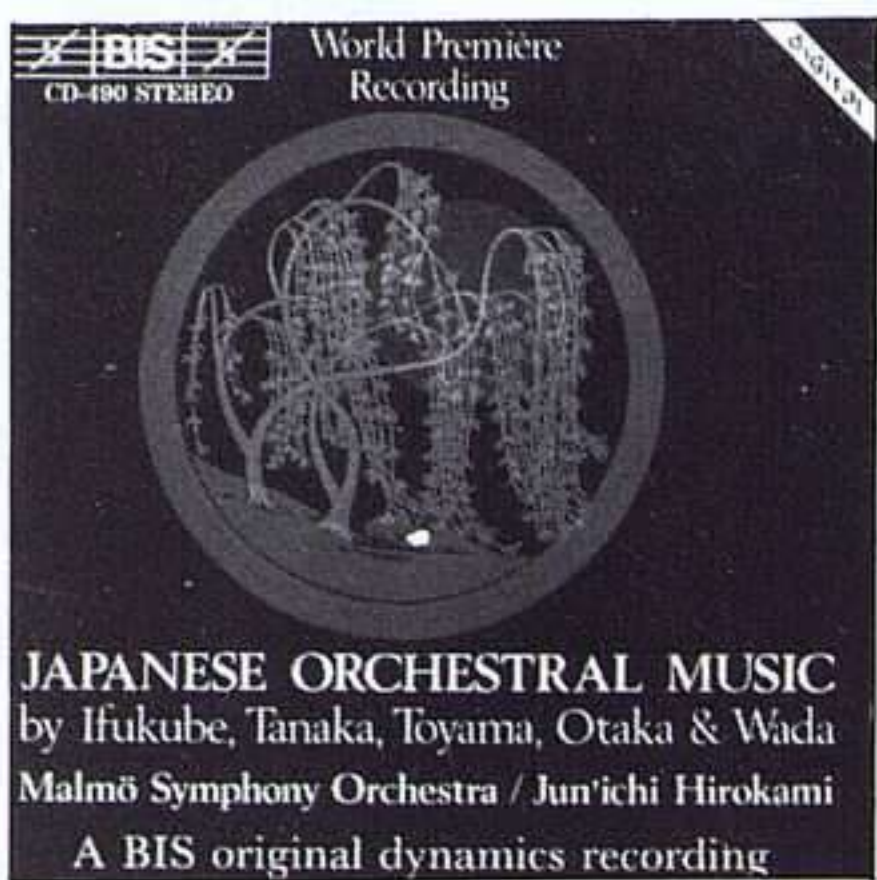 BIS
CD-490 STEREO
World Première
Recording
digital
JAPANESE ORCHESTRAL MUSIC
by Ifukube, Tanaka, Toyama, Otaka & Wada
Malmö Symphony Orchestra / Jun'ichi Hirokami
A BIS original dynamics recording